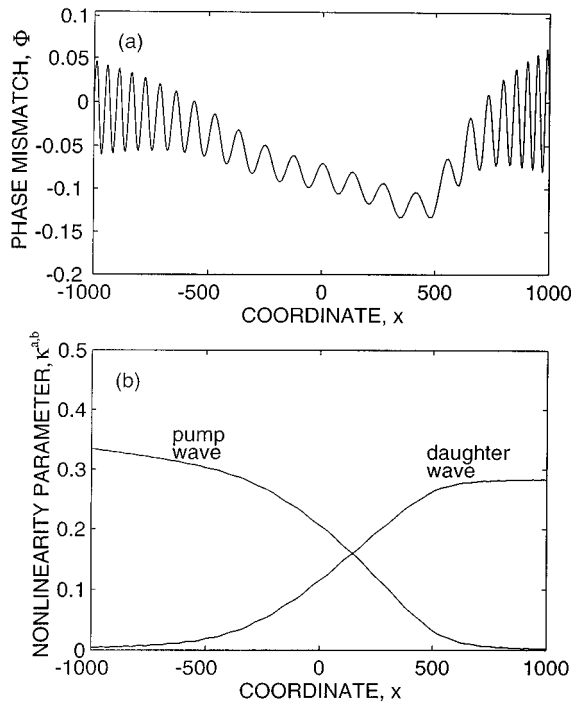 (a)
PHASE MISMATCH, Φ
0.1
0.05
0
-0.05
-0.1
-0.15
-0.2
-1000 -500 0 500 1000
COORDINATE, x
(b)
NONLINEARITY PARAMETER, κa,b
0.5
0.4
0.3
0.2
0.1
0
pump
wave
daughter
wave
-1000 -500 0 500 1000
COORDINATE, x